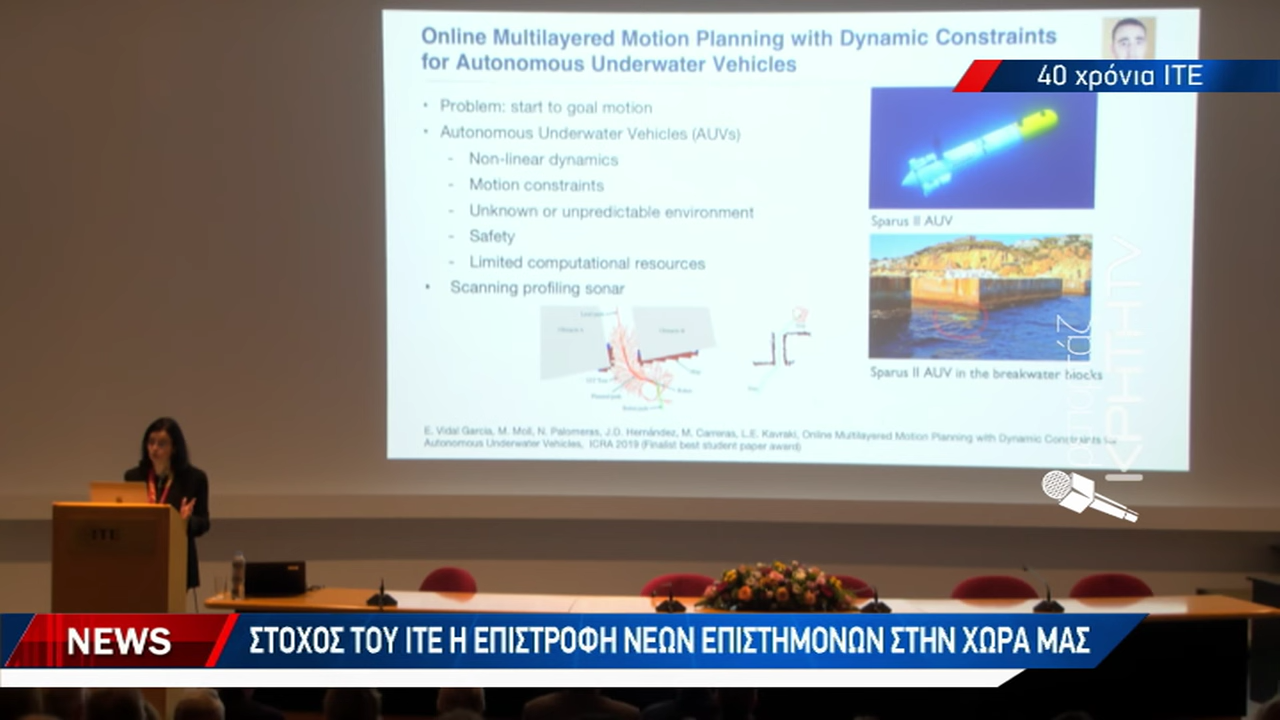 Online Multilayered Motion Planning with Dynamic Constraints
for Autonomous Underwater Vehicles
40 χρόνια ΙΤΕ
• Problem: start to goal motion
• Autonomous Underwater Vehicles (AUVs)
- Non-linear dynamics
- Motion constraints
- Unknown or unpredictable environment
- Safety
- Limited computational resources
• Scanning profiling sonar
Sparus II AUV
Sparus II AUV in the breakwater blocks
E. Vidal Garcia, M. Moll, N. Palomeras, J.D. Hernández, M. Carreras, L.E. Kavraki, Online Multilayered Motion Planning with Dynamic Constraints for
Autonomous Underwater Vehicles, ICRA 2019 (Finalist best student paper award)
ΚΡΗΤΗ TV
ΙΤΕ
NEWS
ΣΤΟΧΟΣ ΤΟΥ ΙΤΕ Η ΕΠΙΣΤΡΟΦΗ ΝΕΩΝ ΕΠΙΣΤΗΜΟΝΩΝ ΣΤΗΝ ΧΩΡΑ ΜΑΣ